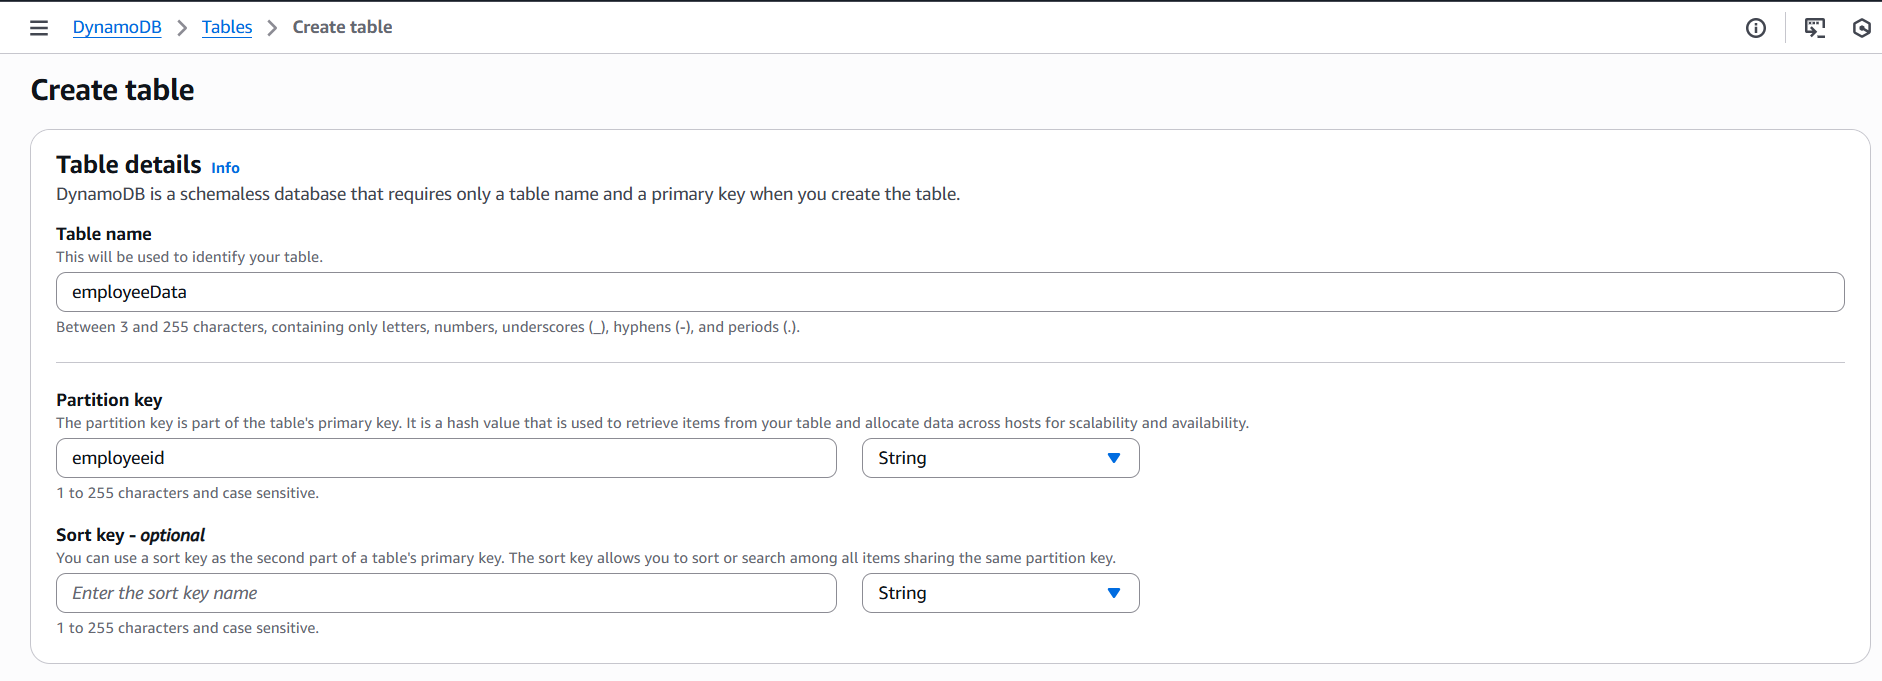 DynamoDB > Tables > Create table
Create table
Table details Info
DynamoDB is a schemaless database that requires only a table name and a primary key when you create the table.
Table name
This will be used to identify your table.
employeeData
Between 3 and 255 characters, containing only letters, numbers, underscores (_), hyphens (-), and periods (.).
Partition key
The partition key is part of the table's primary key. It is a hash value that is used to retrieve items from your table and allocate data across hosts for scalability and availability.
employeeid String
1 to 255 characters and case sensitive.
Sort key - optional
You can use a sort key as the second part of a table's primary key. The sort key allows you to sort or search among all items sharing the same partition key.
Enter the sort key name String
1 to 255 characters and case sensitive.